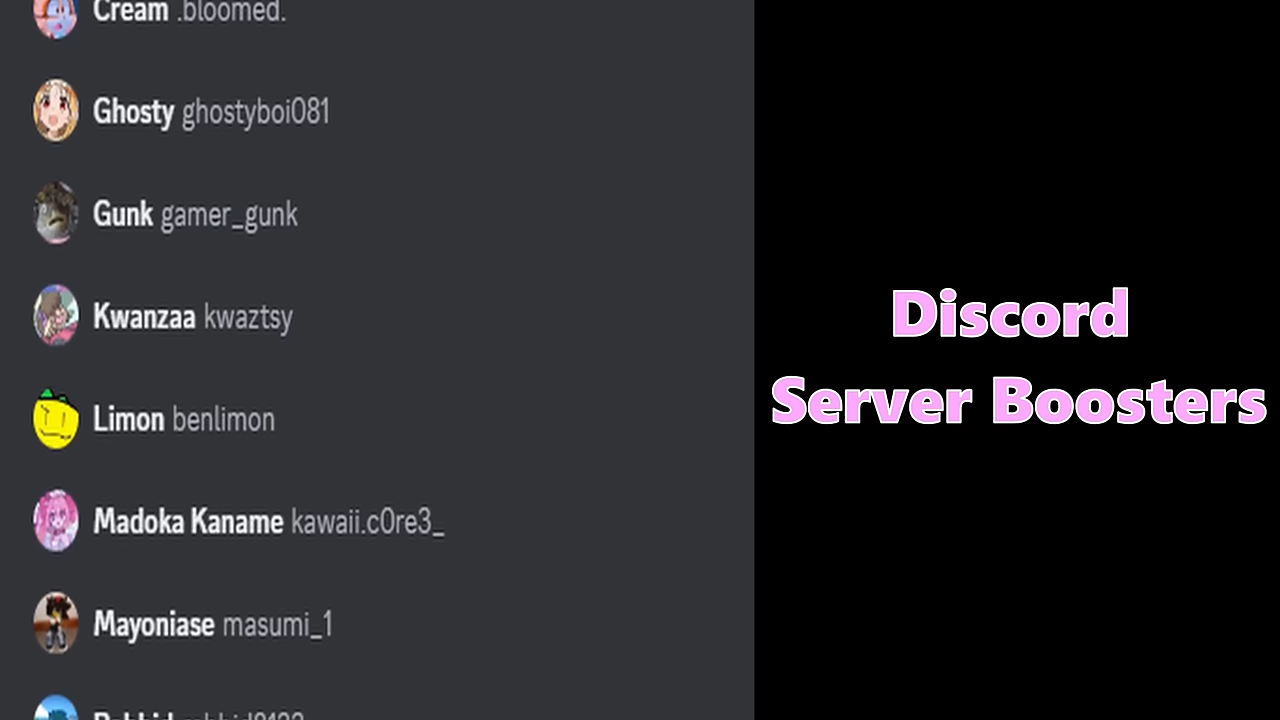 Cream .bloomed.
Ghosty ghostyboi081
Gunk gamer_gunk
Kwanzaa kwaztsy
Limon benlimon
Madoka Kaname kawaii.c0re3_
Mayoniase masumi_1
Discord
Server Boosters